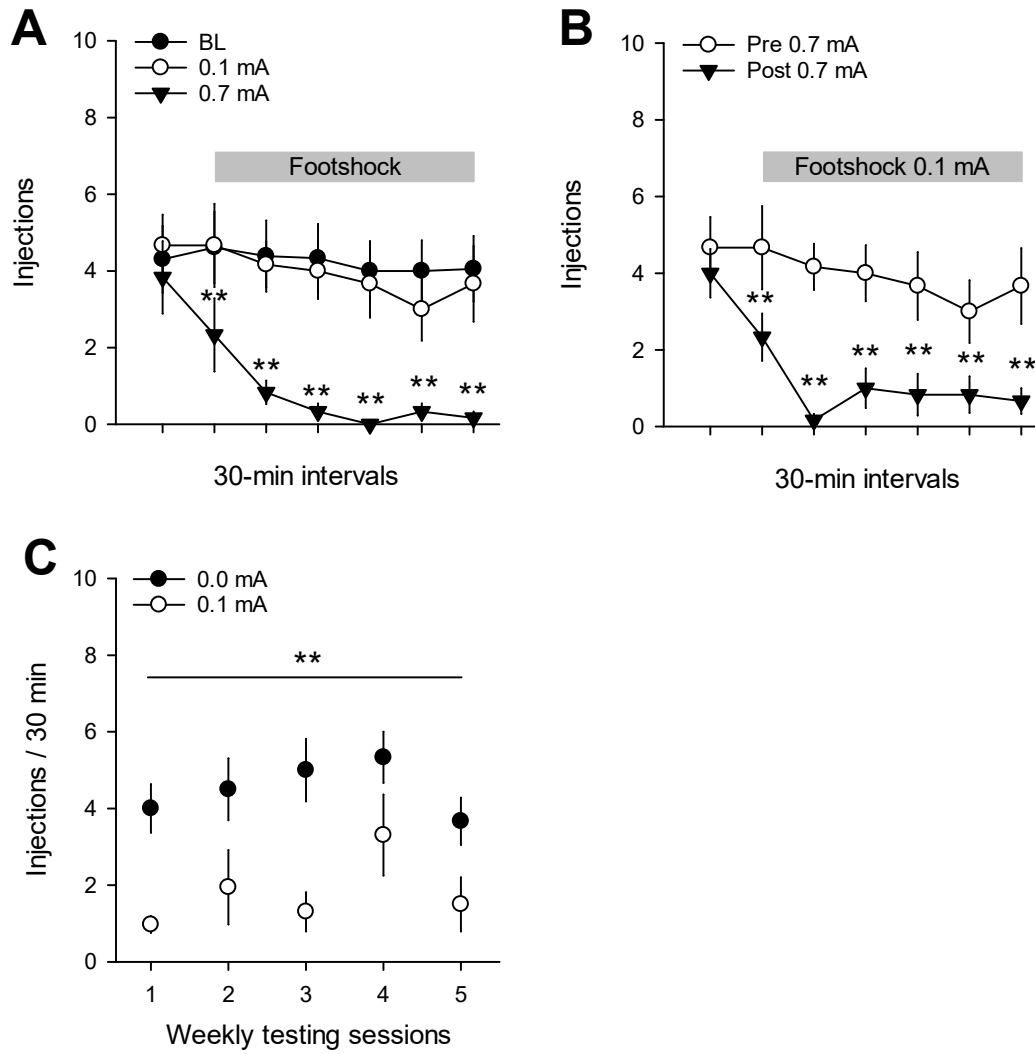 A
10
8
6
4
2
0
Injections
BL
0.1 mA
0.7 mA
Footshock
**
**
**
**
**
**
30-min intervals
B
10
8
6
4
2
0
Injections
Pre 0.7 mA
Post 0.7 mA
Footshock 0.1 mA
**
**
**
**
**
**
30-min intervals
C
10
8
6
4
2
0
Injections / 30 min
0.0 mA
0.1 mA
**
1 2 3 4 5
Weekly testing sessions